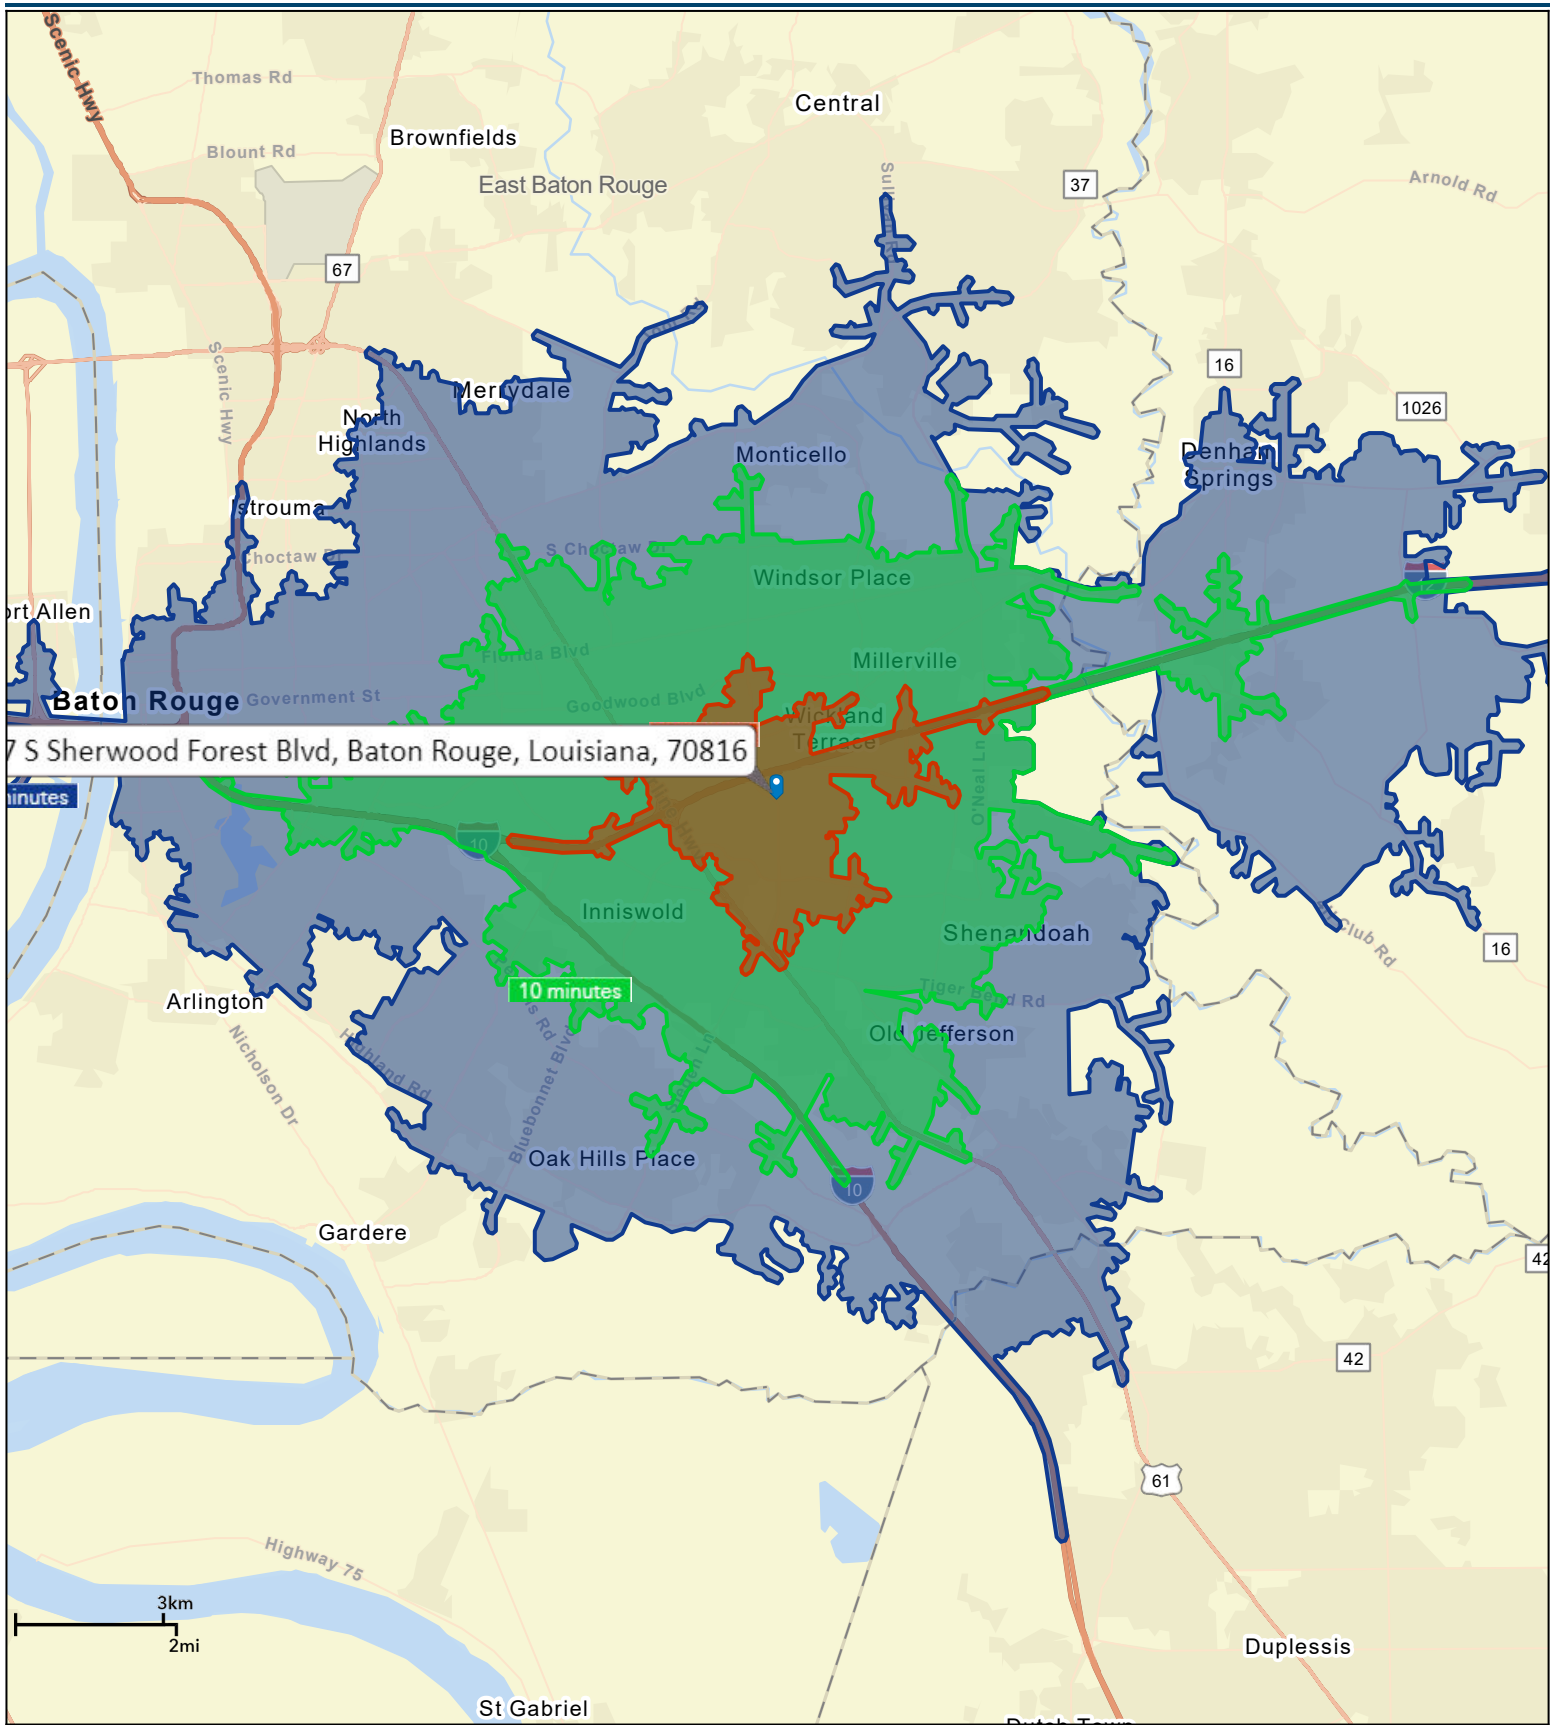 Scenic Hwy
Thomas Rd
Central
Brownfields
Blount Rd
East Baton Rouge
37
Arnold Rd
67
Scenic Hwy
16
1026
Merrydale
North
Highlands
Monticello
Denham
Springs
Istrouma
Choctaw Dr
S Choctaw Dr
Windsor Place
ort Allen
Florida Blvd
Millerville
Baton Rouge
Government St
Goodwood Blvd
Wickland
Terrace
7 S Sherwood Forest Blvd, Baton Rouge, Louisiana, 70816
O'Neal Ln
inutes
10
Inniswold
Shenandoah
Club Rd
16
10 minutes
Tiger Bend Rd
Arlington
Old Jefferson
Nicholson Dr
Highland Rd
Bluebonnet Blvd
Siegen Ln
Oak Hills Place
10
Gardere
42
42
61
Highway 75
3km
2mi
Duplessis
St Gabriel
Dutch Town